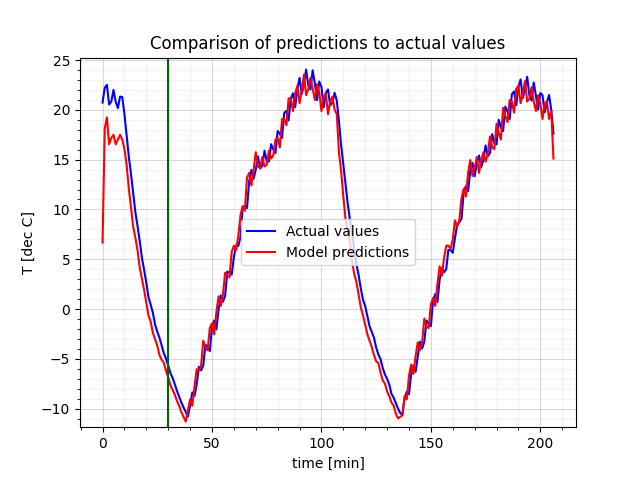 Comparison of predictions to actual values
25
20
15
10
5
0
−5
−10
T [dec C]
Actual values
Model predictions
0 50 100 150 200
time [min]